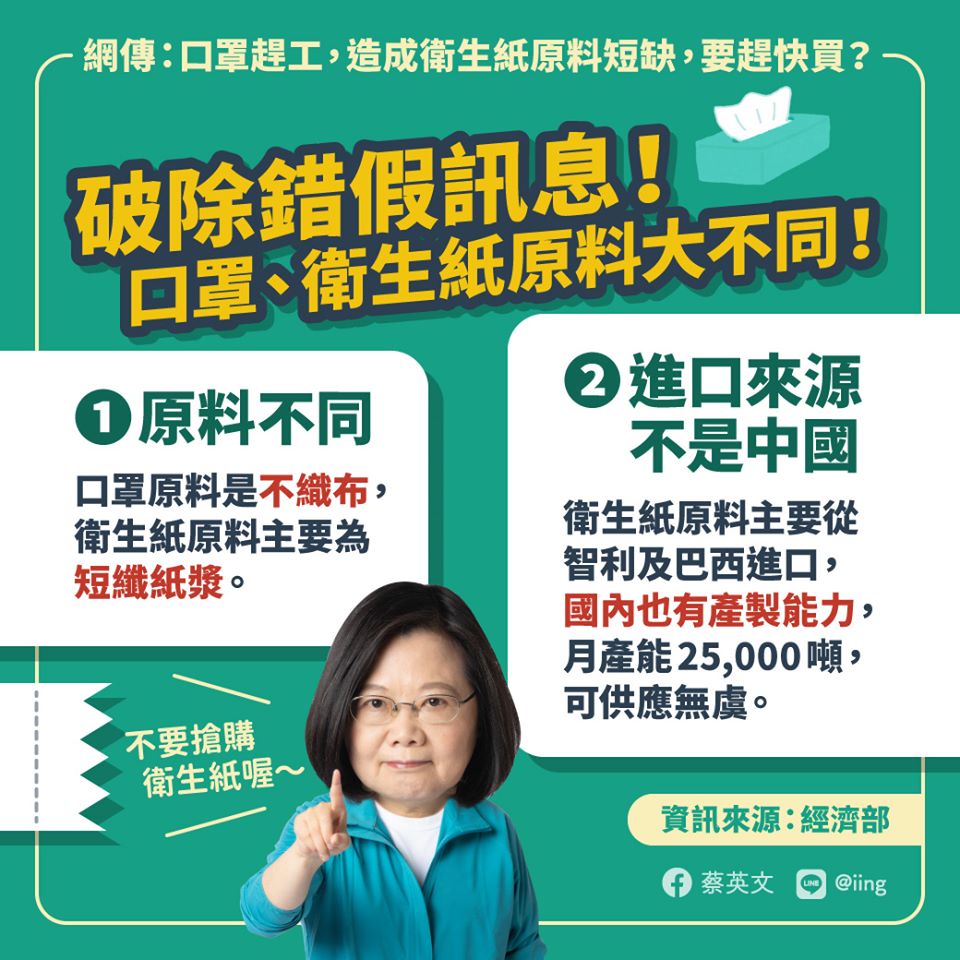 網傳：口罩趕工，造成衛生紙原料短缺，要趕快買？
破除錯假訊息！
口罩、衛生紙原料大不同！
1 原料不同
口罩原料是不織布，
衛生紙原料主要為
短纖紙漿。
2 進口來源
不是中國
衛生紙原料主要從
智利及巴西進口，
國內也有產製能力，
月產能25,000噸，
可供應無虞。
不要搶購
衛生紙喔～
資訊來源：經濟部
蔡英文 LINE @iing